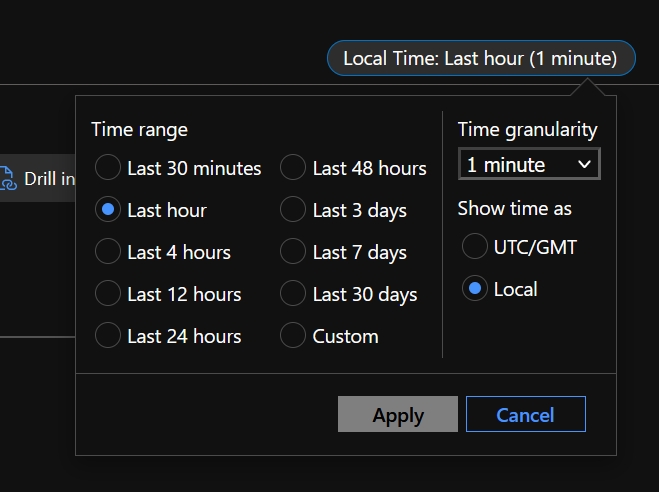 Local Time: Last hour (1 minute)
Time range
Last 30 minutes
Last hour
Last 4 hours
Last 12 hours
Last 24 hours
Last 48 hours
Last 3 days
Last 7 days
Last 30 days
Custom
Time granularity
1 minute
Show time as
UTC/GMT
Local
Drill in
Apply
Cancel